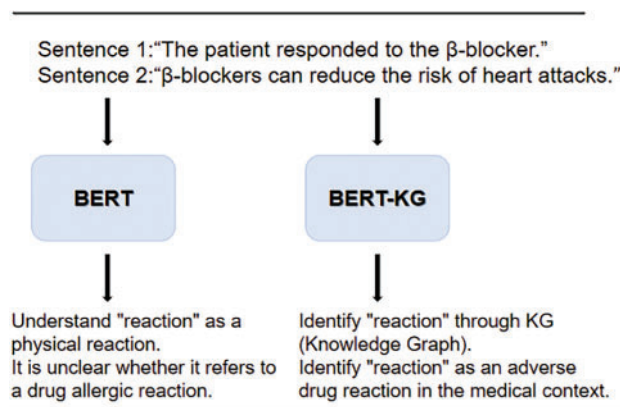 Sentence 1:“The patient responded to the β-blocker.”
Sentence 2:“β-blockers can reduce the risk of heart attacks.”
BERT
BERT-KG
Understand "reaction" as a
physical reaction.
It is unclear whether it refers to
a drug allergic reaction.
Identify "reaction" through KG
(Knowledge Graph).
Identify "reaction" as an adverse
drug reaction in the medical context.